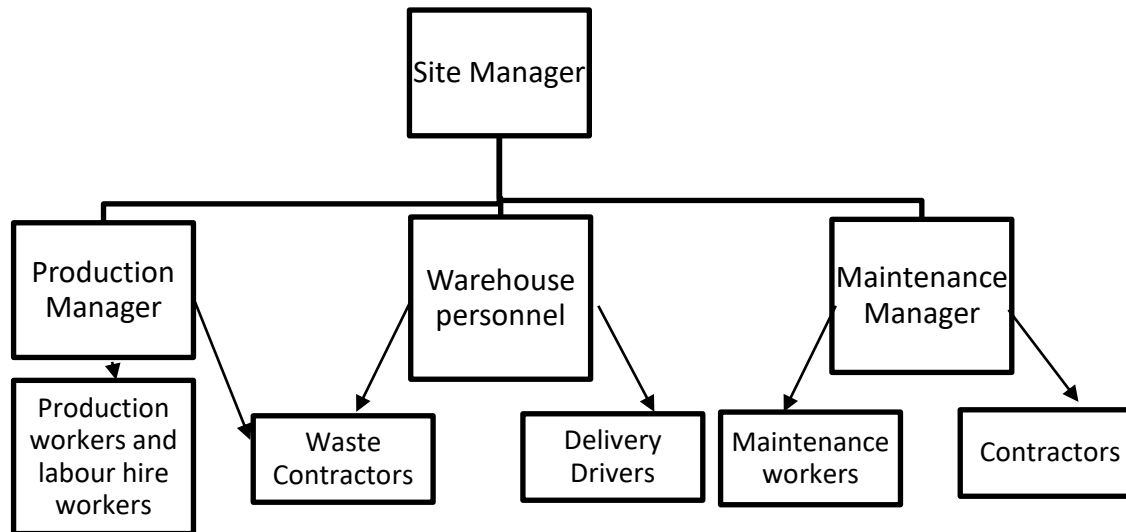 Site Manager
Production
Manager
Warehouse
personnel
Maintenance
Manager
Production
workers and
labour hire
workers
Waste
Contractors
Delivery
Drivers
Maintenance
workers
Contractors